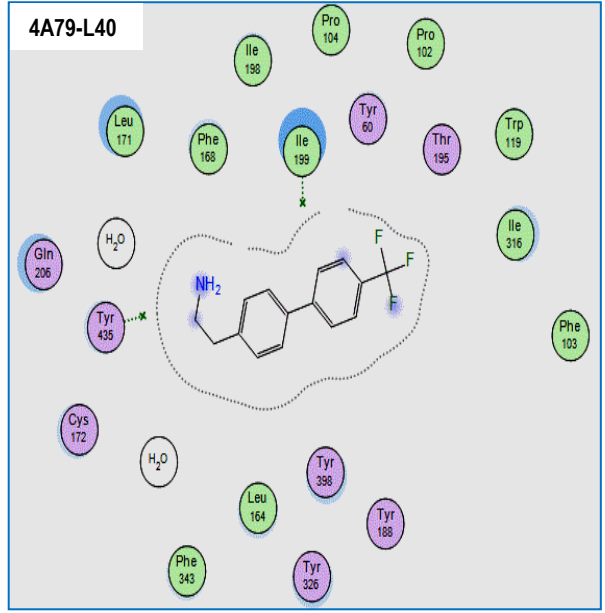 4A79-L40
Pro
104
Pro
102
Ile
198
Tyr
60
Leu
171
Phe
168
Ile
199
Thr
195
Trp
119
H2O
Ile
316
F
F
F
Gln
206
NH2
Tyr
435
Phe
103
Cys
172
H2O
Tyr
398
Leu
164
Tyr
188
Phe
343
Tyr
326